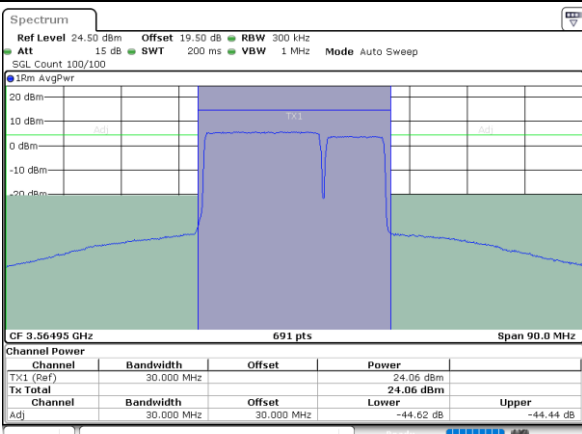 Spectrum
Ref Level 24.50 dBm Offset 19.50 dB RBW 300 kHz
Att 15 dB SWT 200 ms VBW 1 MHz Mode Auto Sweep
SGL Count 100/100
1Rm AvgPwr
20 dBm
TX1
10 dBm
Adj Adj
0 dBm
-10 dBm
-20 dBm
CF 3.56495 GHz 691 pts Span 90.0 MHz
Channel Power
Channel Bandwidth Offset Power
TX1 (Ref) 30.000 MHz 24.06 dBm
Tx Total 24.06 dBm
Channel Bandwidth Offset Lower Upper
Adj 30.000 MHz 30.000 MHz -44.62 dB -44.44 dB